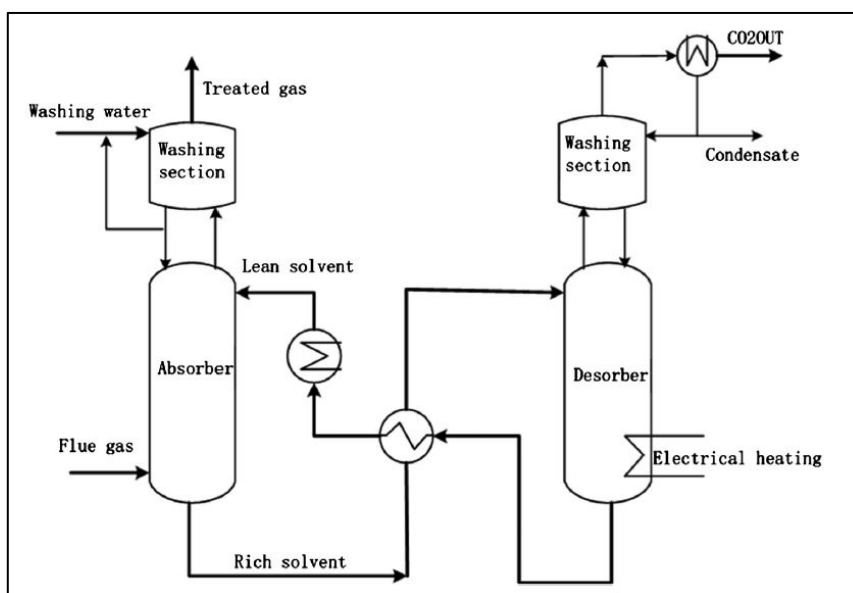 CO2OUT
Treated gas
Washing water
Washing
section
Washing
section
Condensate
Lean solvent
Absorber
Desorber
Flue gas
Electrical heating
Rich solvent